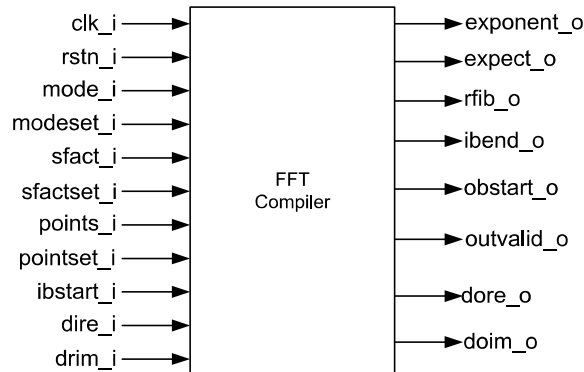 clk_i
rstn_i
mode_i
modeset_i
sfact_i
sfactset_i
points_i
pointset_i
ibstart_i
dire_i
drim_i
FFT
Compiler
exponent_o
expect_o
rfib_o
ibend_o
obstart_o
outvalid_o
dore_o
doim_o